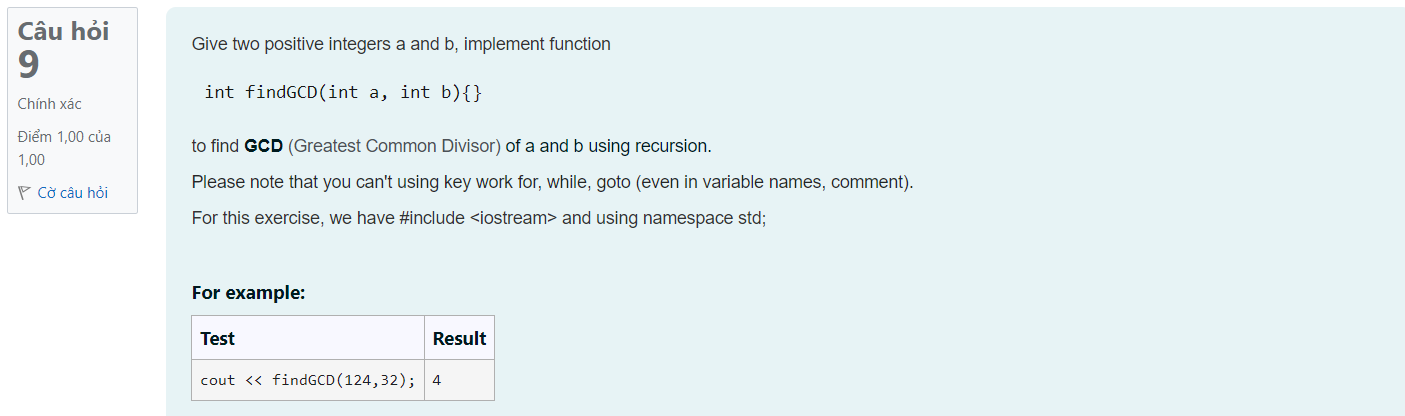 Câu hỏi
9
Chính xác
Điểm 1,00 của
1,00
Cờ câu hỏi
Give two positive integers a and b, implement function
int findGCD(int a, int b){}
to find GCD (Greatest Common Divisor) of a and b using recursion.
Please note that you can't using key work for, while, goto (even in variable names, comment).
For this exercise, we have #include <iostream> and using namespace std;
For example:
Test Result
cout << findGCD(124,32); 4